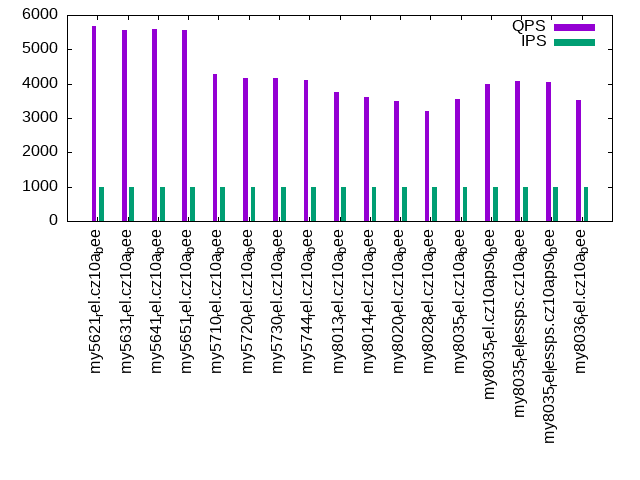 6000
5000
4000
3000
2000
1000
0
QPS
IPS
my5621rel.cz10abee
my5631rel.cz10abee
my5641rel.cz10abee
my5651rel.cz10abee
my5710rel.cz10abee
my5720rel.cz10abee
my5730rel.cz10abee
my5744rel.cz10abee
my8013rel.cz10abee
my8014rel.cz10abee
my8020rel.cz10abee
my8028rel.cz10abee
my8035rel.cz10abee
my8035rel.cz10aps0bee
my8035rellessps.cz10abee
my8035rellessps.cz10aps0bee
my8036rel.cz10abee